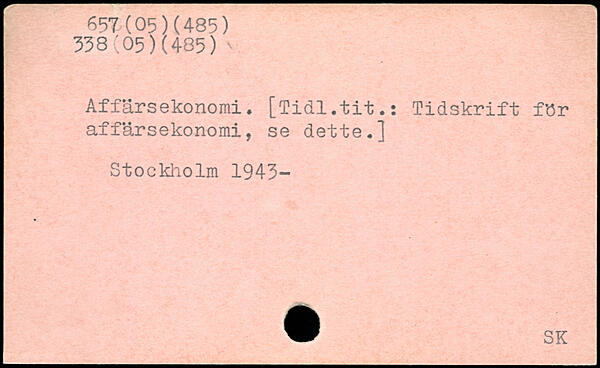 657(05)(485)
338(05)(485)
Affärsekonomi. [Tidl.tit.: Tidskrift för
affärsekonomi, se dette.]
Stockholm 1943-
SK